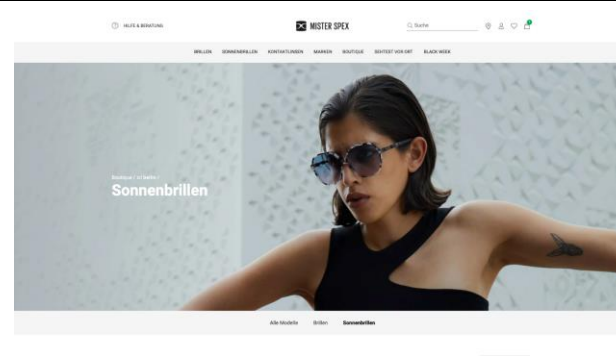 HILFE & BERATUNG
MISTER SPEX
Suche
BRILLEN SONNENBRILLEN KONTAKTLINSEN MARKEN BOUTIQUE SEHTEST VOR ORT BLACK WEEK
Boutique /
Sonnenbrillen
Alle Modelle Brillen Sonnenbrillen